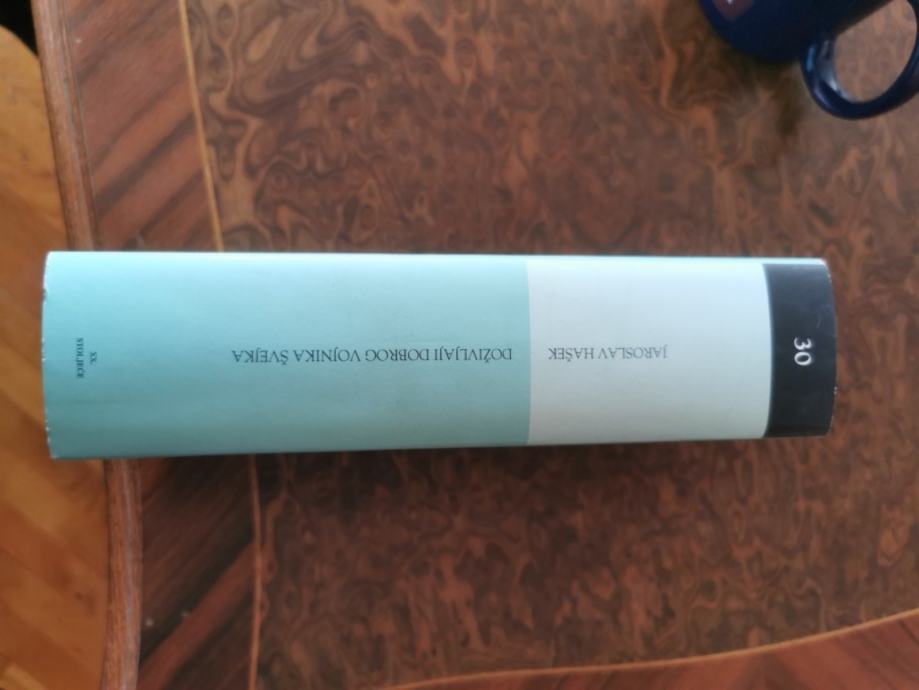 30
JAROSLAV HAŠEK
DOŽIVLJAJI DOBROG VOJNIKA ŠVEJKA
XX.
STOLJEĆE